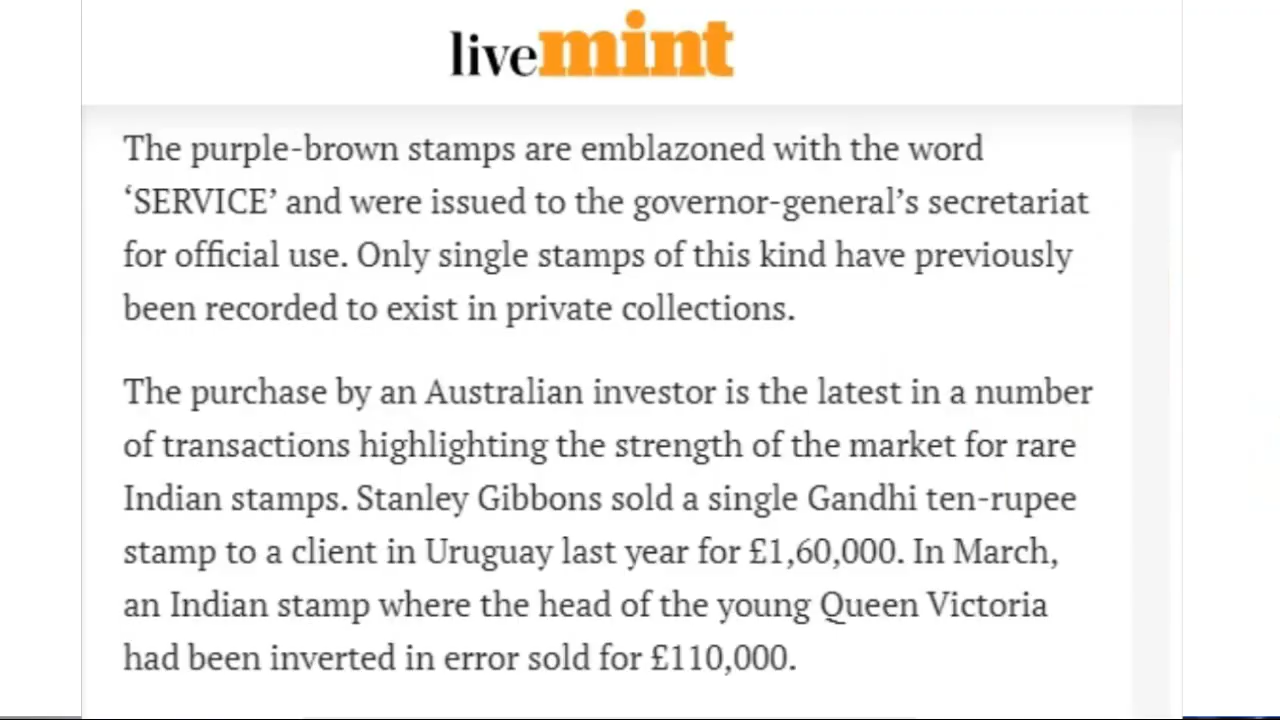 livemint
The purple-brown stamps are emblazoned with the word
‘SERVICE’ and were issued to the governor-general’s secretariat
for official use. Only single stamps of this kind have previously
been recorded to exist in private collections.
The purchase by an Australian investor is the latest in a number
of transactions highlighting the strength of the market for rare
Indian stamps. Stanley Gibbons sold a single Gandhi ten-rupee
stamp to a client in Uruguay last year for £1,60,000. In March,
an Indian stamp where the head of the young Queen Victoria
had been inverted in error sold for £110,000.